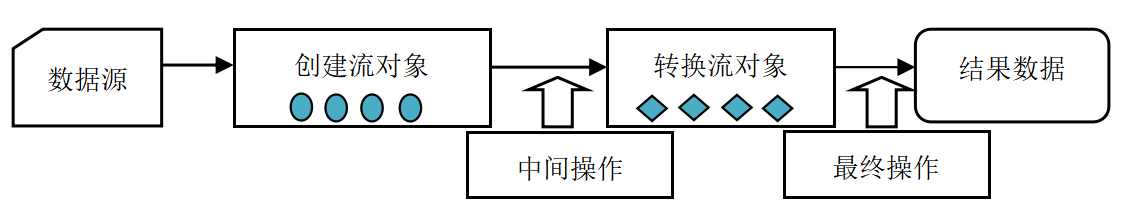 数据源
创建流对象
转换流对象
结果数据
中间操作
最终操作